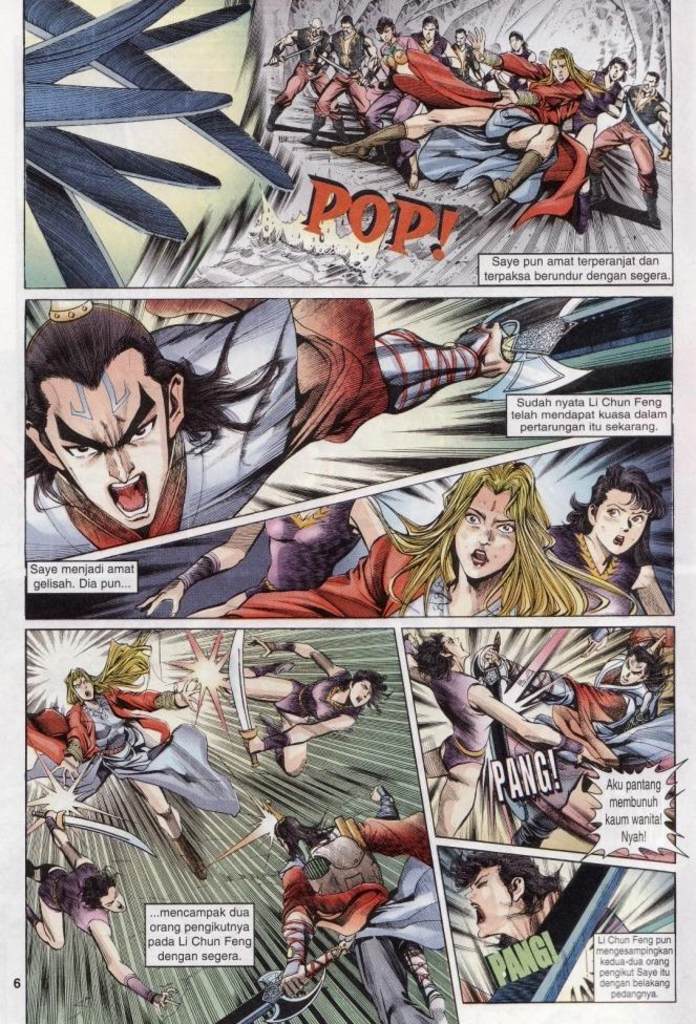 POP!
Saye pun amat terperanjat dan
terpaksa berundur dengan segera.
Sudah nyata Li Chun Feng
telah mendapat kuasa dalam
pertarungan itu sekarang.
Saye menjadi amat
gelisah. Dia pun...
...mencampak dua
orang pengikutnya
pada Li Chun Feng
dengan segera.
PANG!
Aku pantang
membunuh
kaum wanita!
Nyah!
PANG!
Li Chun Feng pun
mengesampingkan
kedua-dua orang
pengikut Saye itu
dengan belakang
pedangnya.
6